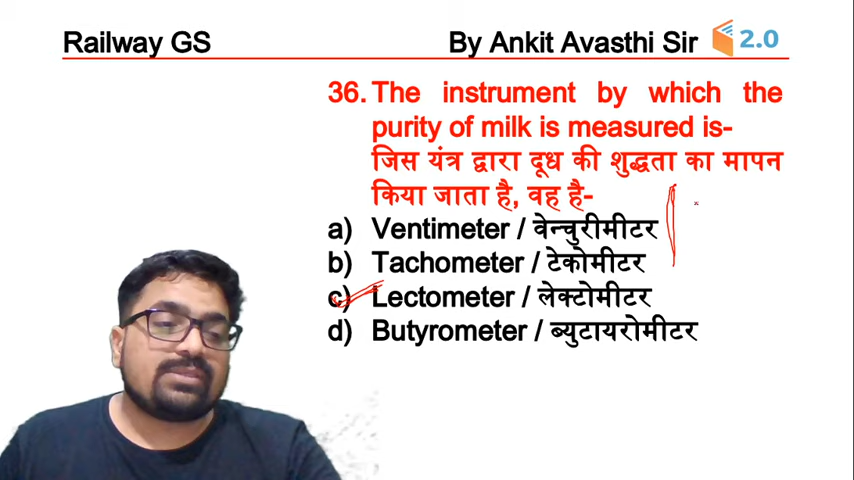 Railway GS
By Ankit Avasthi Sir
2.0
36. The instrument by which the
purity of milk is measured is-
जिस यंत्र द्वारा दूध की शुद्धता का मापन
किया जाता है, वह है-
a) Ventimeter / वेन्चुरीमीटर
b) Tachometer / टेकोमीटर
c) Lectometer / लेक्टोमीटर
d) Butyrometer / ब्युटायरोमीटर